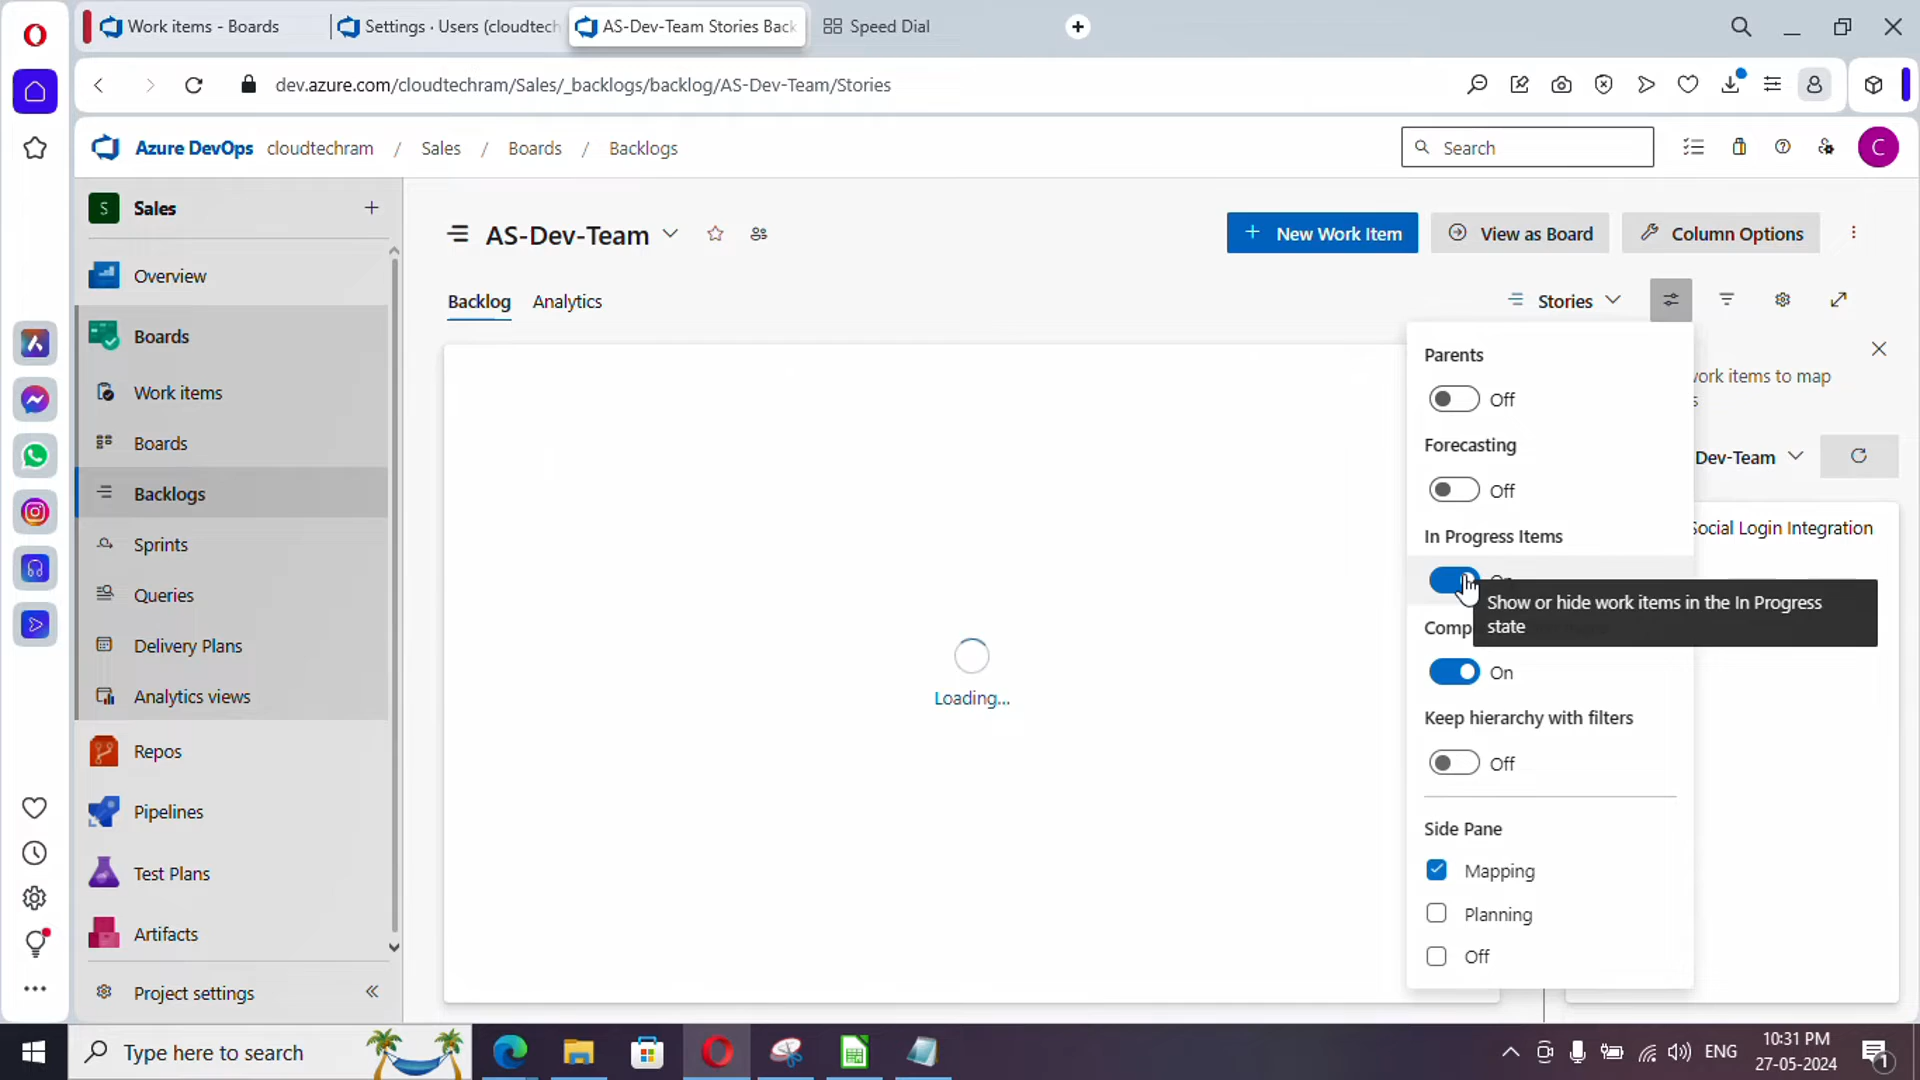 Work items - Boards
Settings · Users (cloudtech
AS-Dev-Team Stories Back
Speed Dial
dev.azure.com/cloudtechram/Sales/_backlogs/backlog/AS-Dev-Team/Stories
Azure DevOps cloudtechram / Sales / Boards / Backlogs
Search
C
S Sales
Overview
Boards
Work items
Boards
Backlogs
Sprints
Queries
Delivery Plans
Analytics views
Repos
Pipelines
Test Plans
Artifacts
Project settings
AS-Dev-Team
New Work Item
View as Board
Column Options
Backlog
Analytics
Stories
Loading...
Parents
Off
Forecasting
Off
In Progress Items
Show or hide work items in the In Progress
state
Comp
On
Keep hierarchy with filters
Off
Side Pane
Mapping
Planning
Off
work items to map
s
Dev-Team
Social Login Integration
Type here to search
ENG
10:31 PM
27-05-2024
1